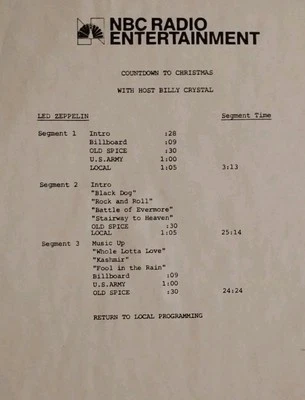 NBC RADIO
ENTERTAINMENT
COUNTDOWN TO CHRISTMAS
WITH HOST BILLY CRYSTAL
LED ZEPPELIN Segment Time
Segment 1 Intro :28
Billboard :09
OLD SPICE :30
U.S.ARMY 1:00
LOCAL 1:05 3:13
Segment 2 Intro
"Black Dog"
"Rock and Roll"
"Battle of Evermore"
"Stairway to Heaven"
OLD SPICE :30
LOCAL 1:05 25:14
Segment 3 Music Up
"Whole Lotta Love"
"Kashmir"
"Fool in the Rain"
Billboard :09
U.S.ARMY 1:00
OLD SPICE :30 24:24
RETURN TO LOCAL PROGRAMMING